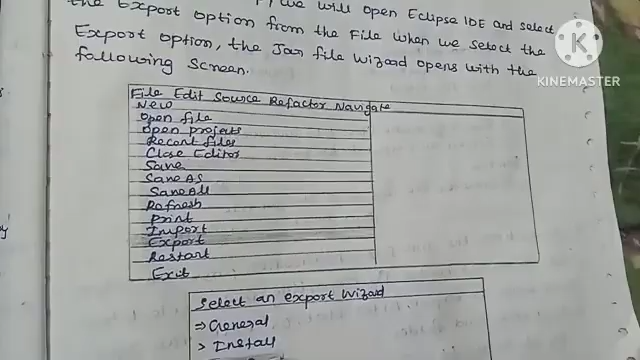 we will open Eclipse IDE and select
the Export option from the File when we select the
Export option, the Jar file Wizard opens with the
following screen.
KINEMASTER
File Edit Source Refactor Navigate
New
Open file
Open projects
Recent files
Close Editor
Save
Save As
Save All
Refresh
Print
Import
Export
Restart
Exit
Select an export Wizard
⇒ General
> Install